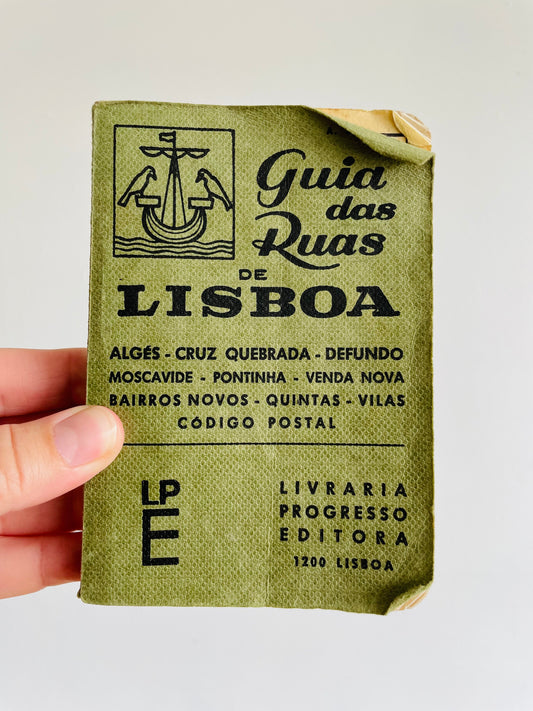 Guia
das
Ruas
DE
LISBOA
ALGÉS - CRUZ QUEBRADA - DEFUNDO
MOSCAVIDE - PONTINHA - VENDA NOVA
BAIRROS NOVOS - QUINTAS - VILAS
CÓDIGO POSTAL
LP
E
LIVRARIA
PROGRESSO
EDITORA
1200 LISBOA